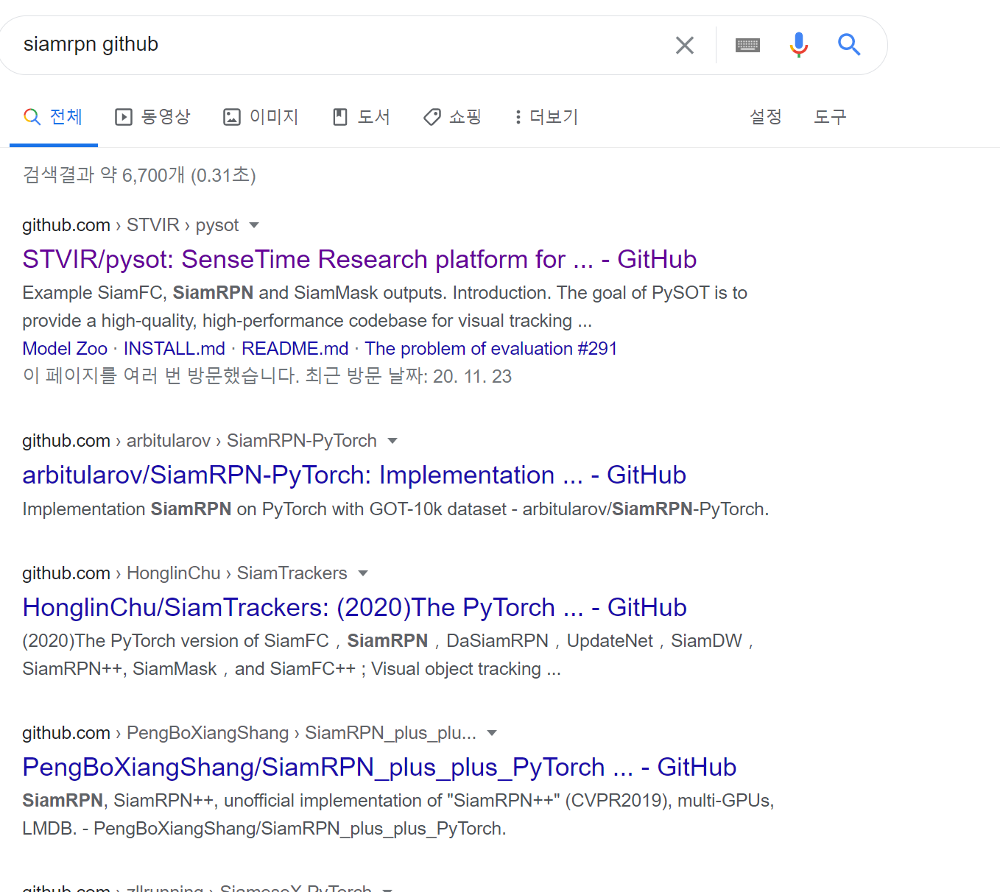 siamrpn github
전체 동영상 이미지 도서 쇼핑 더보기 설정 도구
검색결과 약 6,700개 (0.31초)
github.com › STVIR › pysot
STVIR/pysot: SenseTime Research platform for ... - GitHub
Example SiamFC, SiamRPN and SiamMask outputs. Introduction. The goal of PySOT is to
provide a high-quality, high-performance codebase for visual tracking ...
Model Zoo · INSTALL.md · README.md · The problem of evaluation #291
이 페이지를 여러 번 방문했습니다. 최근 방문 날짜: 20. 11. 23
github.com › arbitularov › SiamRPN-PyTorch
arbitularov/SiamRPN-PyTorch: Implementation ... - GitHub
Implementation SiamRPN on PyTorch with GOT-10k dataset - arbitularov/SiamRPN-PyTorch.
github.com › HonglinChu › SiamTrackers
HonglinChu/SiamTrackers: (2020)The PyTorch ... - GitHub
(2020)The PyTorch version of SiamFC，SiamRPN，DaSiamRPN，UpdateNet，SiamDW，
SiamRPN++, SiamMask，and SiamFC++；Visual object tracking ...
github.com › PengBoXiangShang › SiamRPN_plus_plu...
PengBoXiangShang/SiamRPN_plus_plus_PyTorch ... - GitHub
SiamRPN, SiamRPN++, unofficial implementation of "SiamRPN++" (CVPR2019), multi-GPUs,
LMDB. - PengBoXiangShang/SiamRPN_plus_plus_PyTorch.
github.com › zllrunning › SiameseX.PyTorch